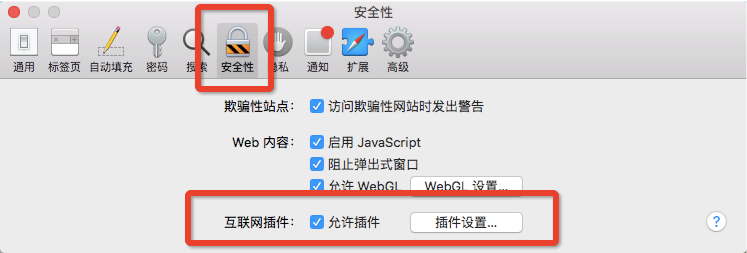 安全性
通用 标签页 自动填充 密码 搜索 安全性 隐私 通知 扩展 高级
欺骗性站点： 访问欺骗性网站时发出警告
Web 内容： 启用 JavaScript
阻止弹出式窗口
允许 WebGL WebGL 设置...
互联网插件： 允许插件 插件设置... ?